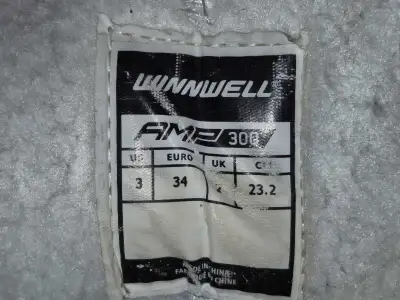 WINNWELL
AMP 300
US EURO UK CM
3 34 23.2
MADE IN CHINA